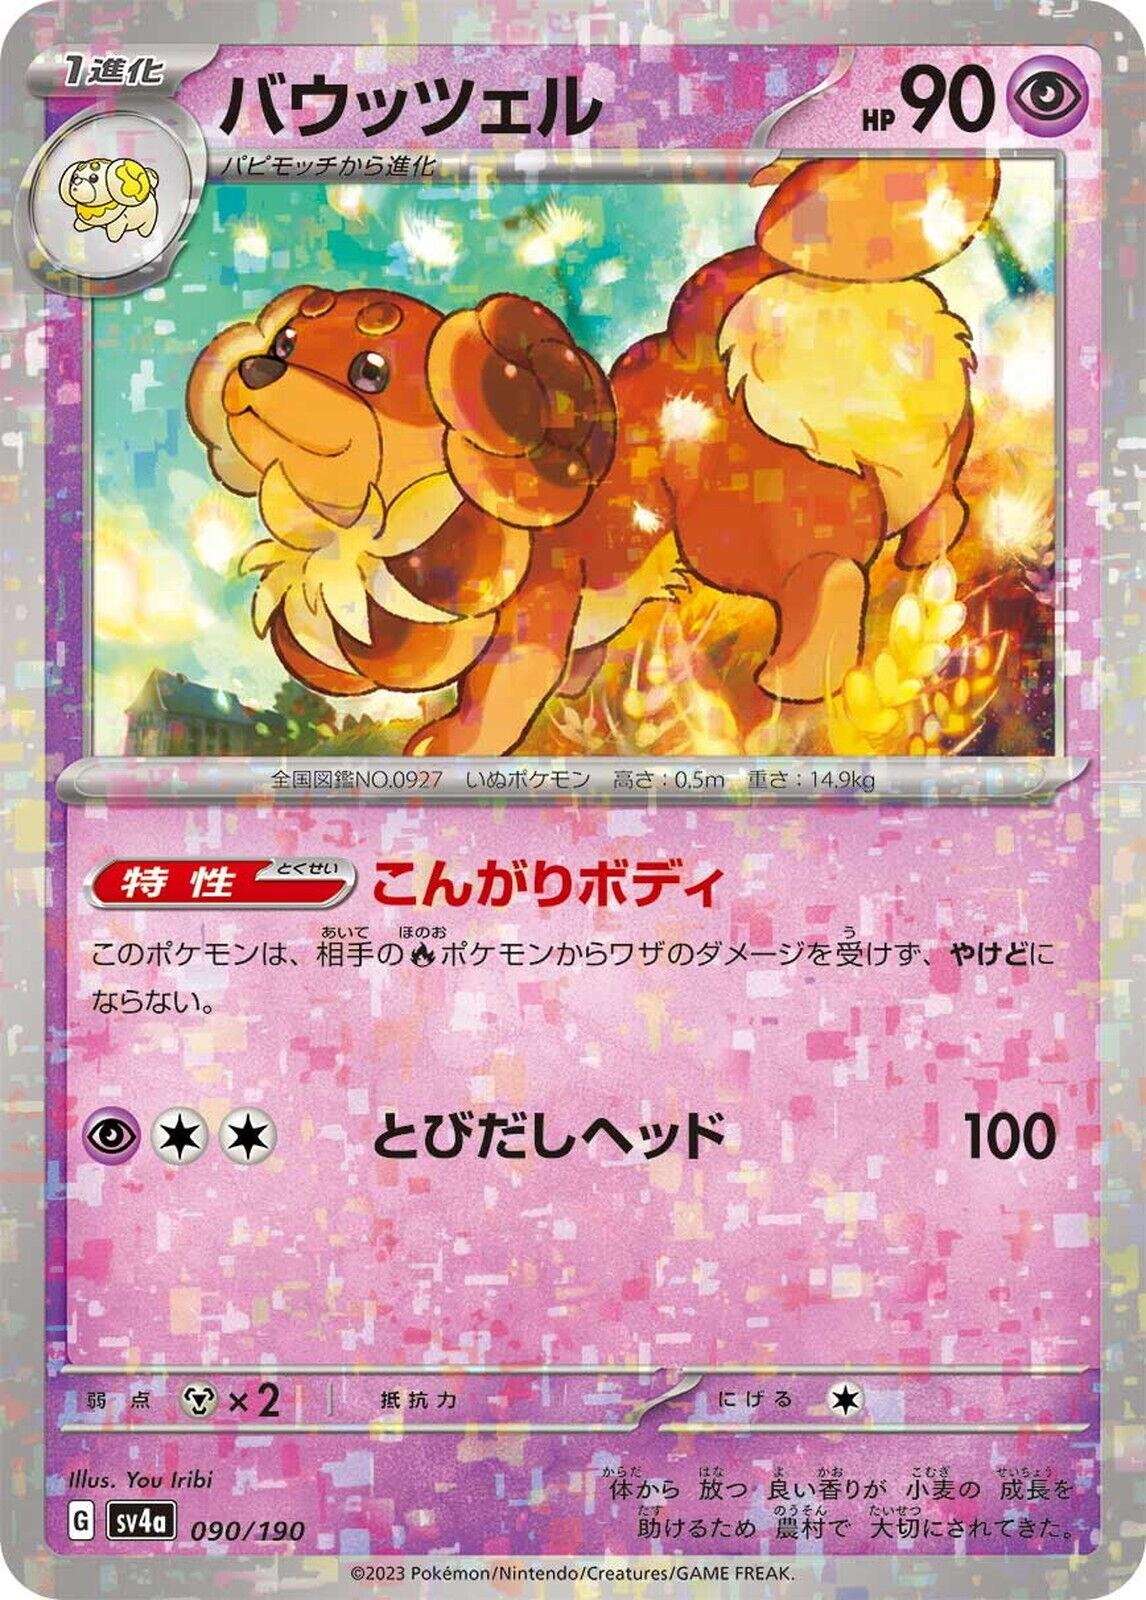 1進化
バウッツェル
HP 90
パピモッチから進化
全国図鑑NO.0927 いぬポケモン 高さ:0.5m 重さ:14.9kg
特性 とくせい こんがりボディ
あいて ほのお う
このポケモンは、相手のポケモンからワザのダメージを受けず、やけどに
ならない。
とびだしヘッド 100
弱点 ×2 抵抗力 にげる
Illus. You Iribi
からだ はな よ かお こむぎ せいちょう
体から 放つ 良い香りが 小麦の 成長を
たす のうそん たいせつ
助けるため 農村で 大切にされてきた。
G sv4a 090/190
©2023 Pokémon/Nintendo/Creatures/GAME FREAK.